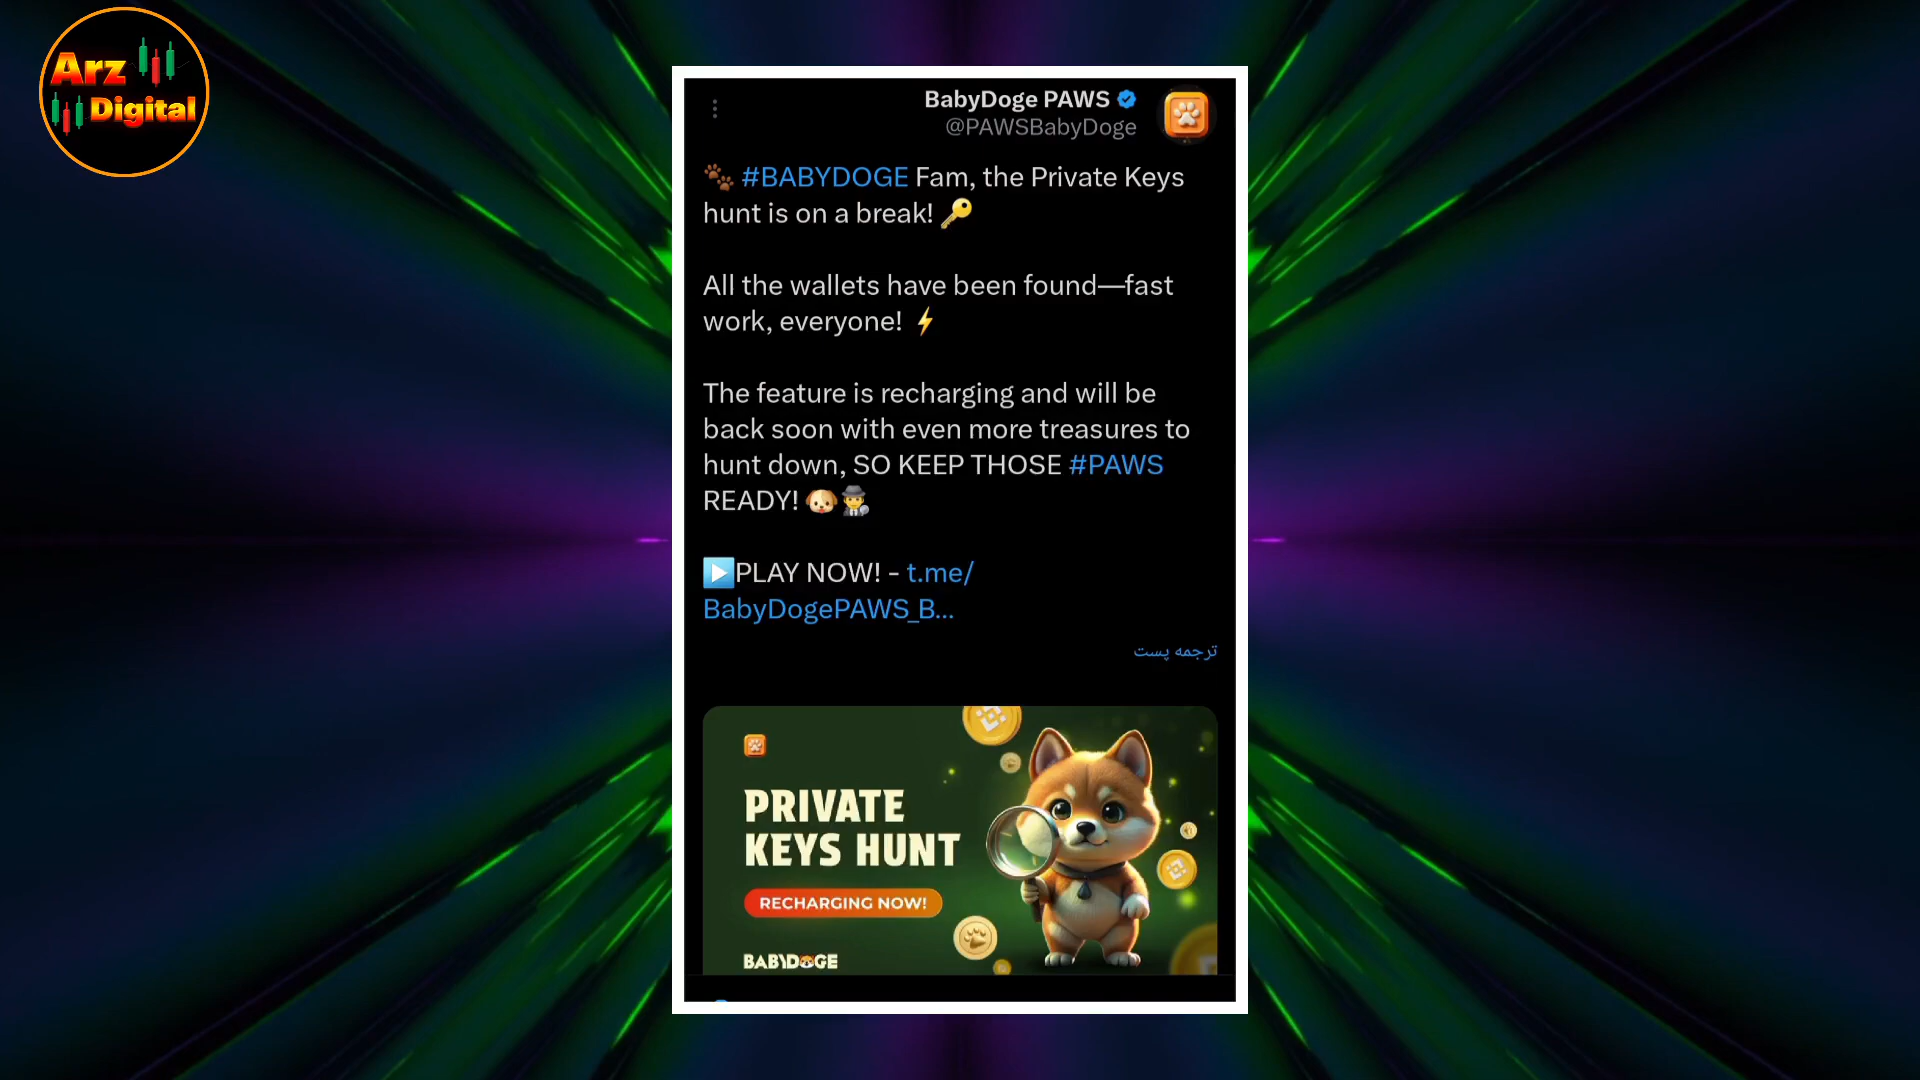 Arz
Digital
BabyDoge PAWS
@PAWSBabyDoge
🐾 #BABYDOGE Fam, the Private Keys
hunt is on a break! 🔑
All the wallets have been found—fast
work, everyone! ⚡
The feature is recharging and will be
back soon with even more treasures to
hunt down, SO KEEP THOSE #PAWS
READY! 🐶🕵️
▶️PLAY NOW! - t.me/
BabyDogePAWS_B...
ترجمه پست
PRIVATE
KEYS HUNT
RECHARGING NOW!
BABYDOGE